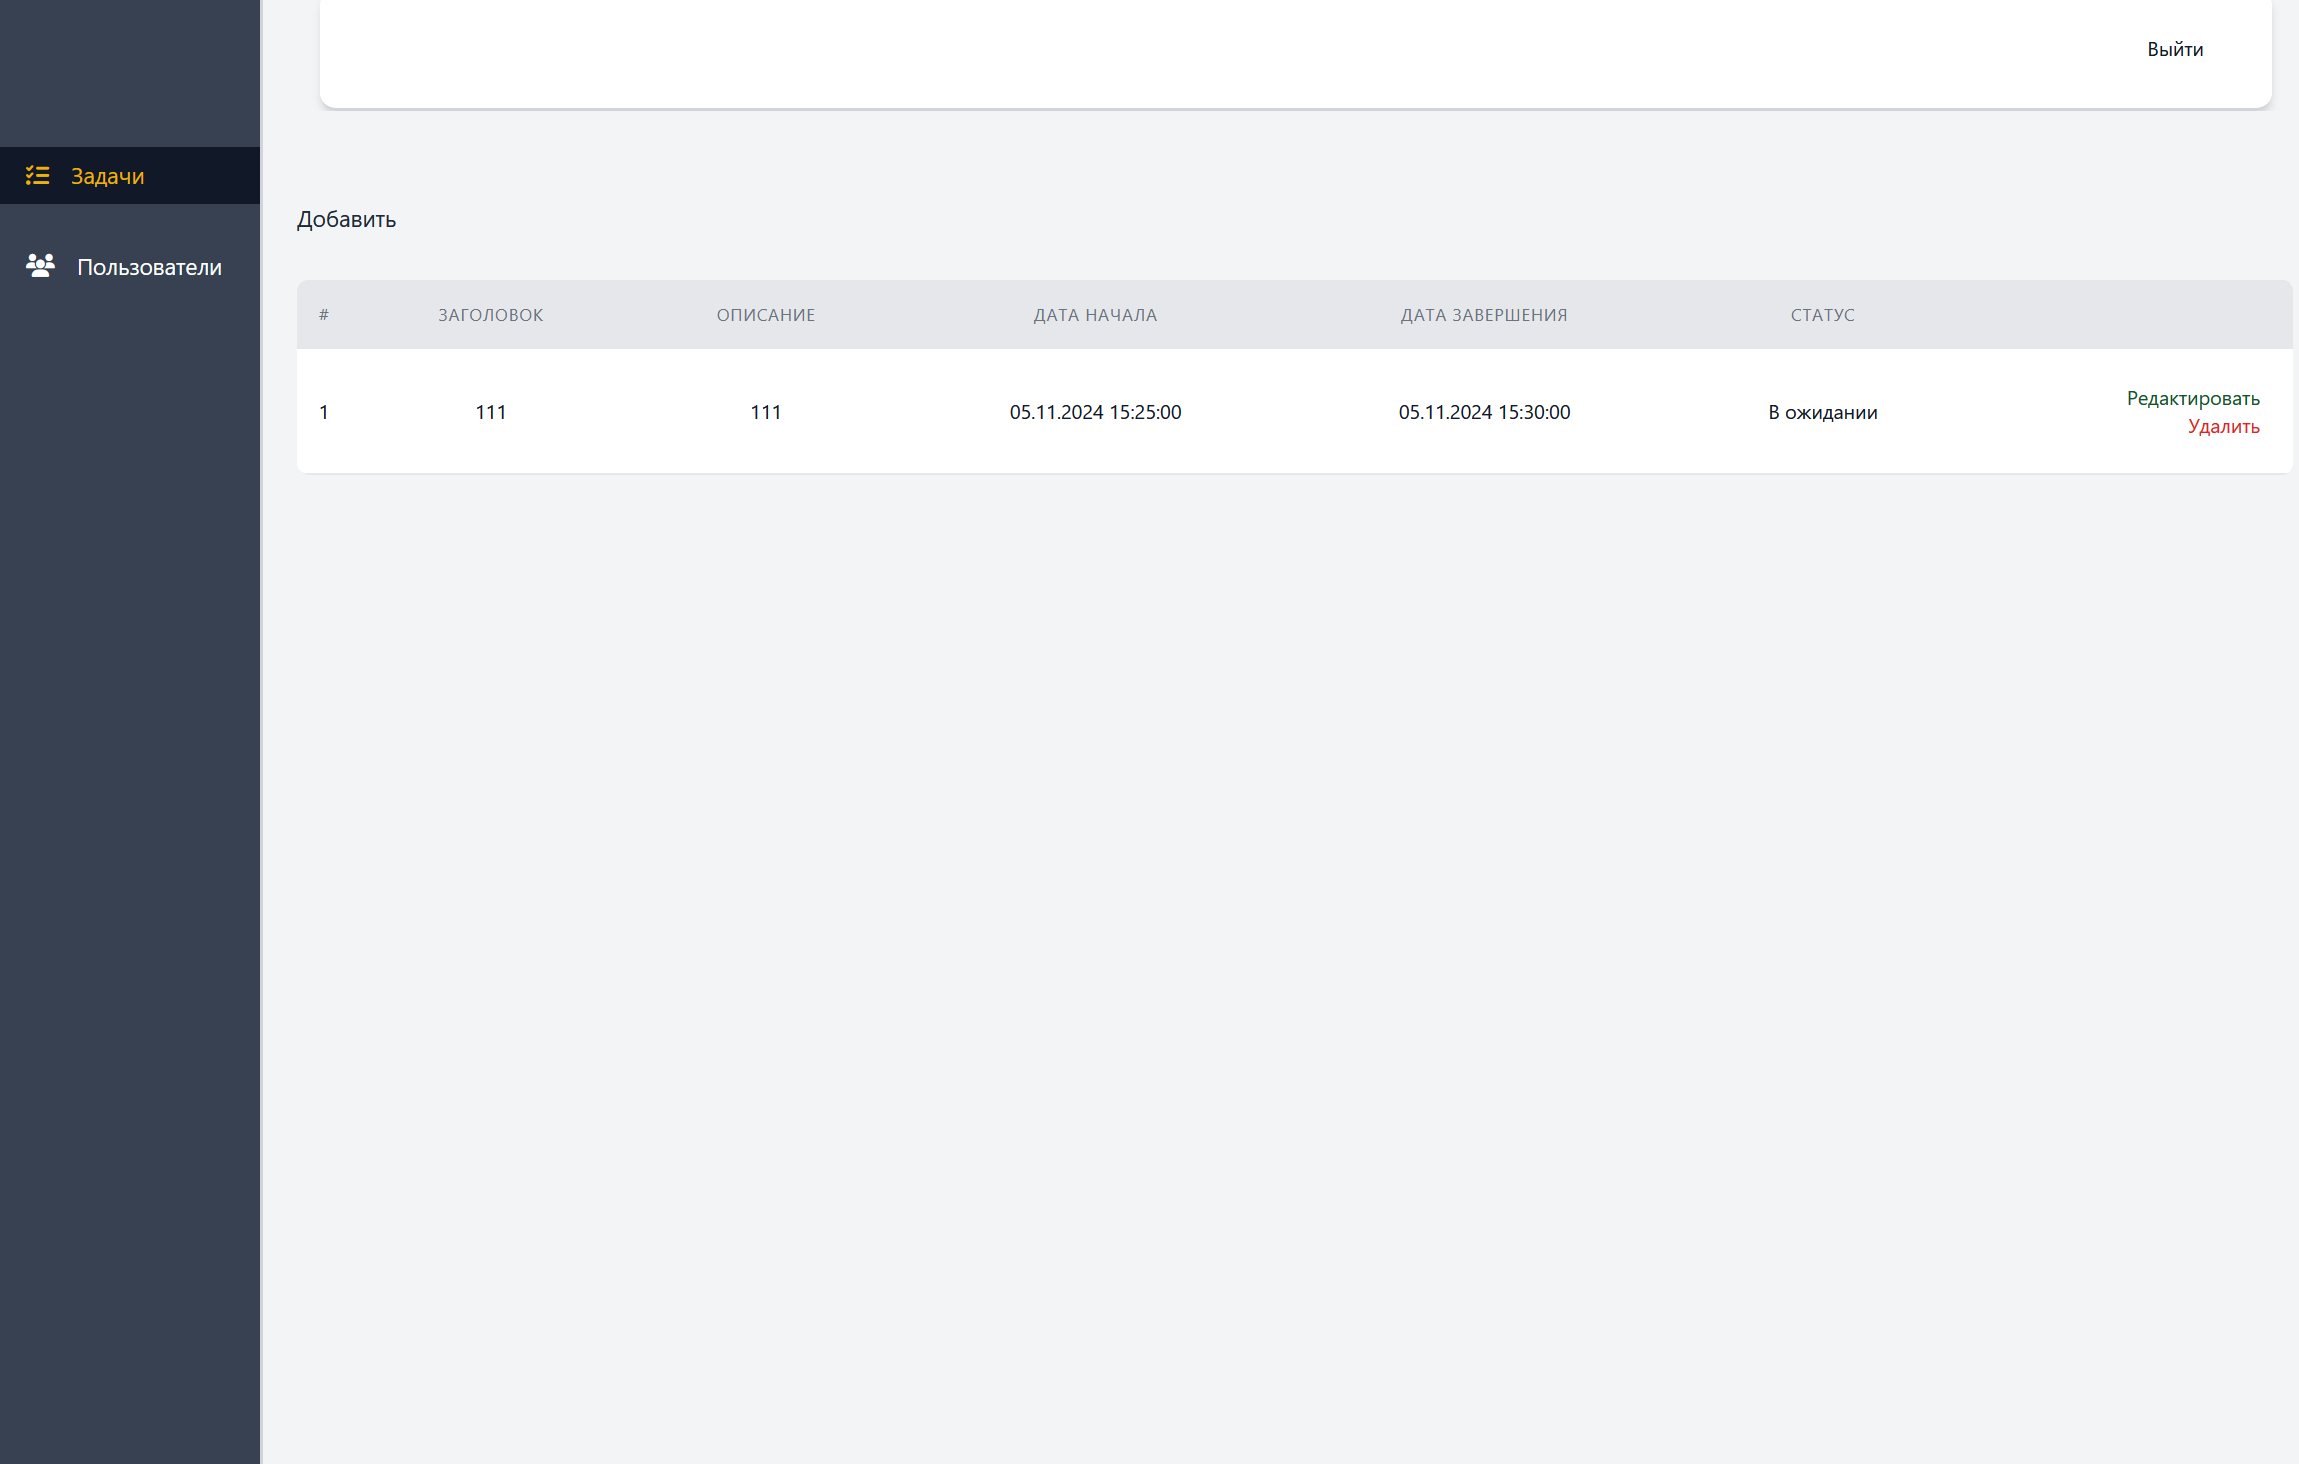 Выйти
Задачи
Пользователи
Добавить
# ЗАГОЛОВОК ОПИСАНИЕ ДАТА НАЧАЛА ДАТА ЗАВЕРШЕНИЯ СТАТУС
1 111 111 05.11.2024 15:25:00 05.11.2024 15:30:00 В ожидании Редактировать
Удалить